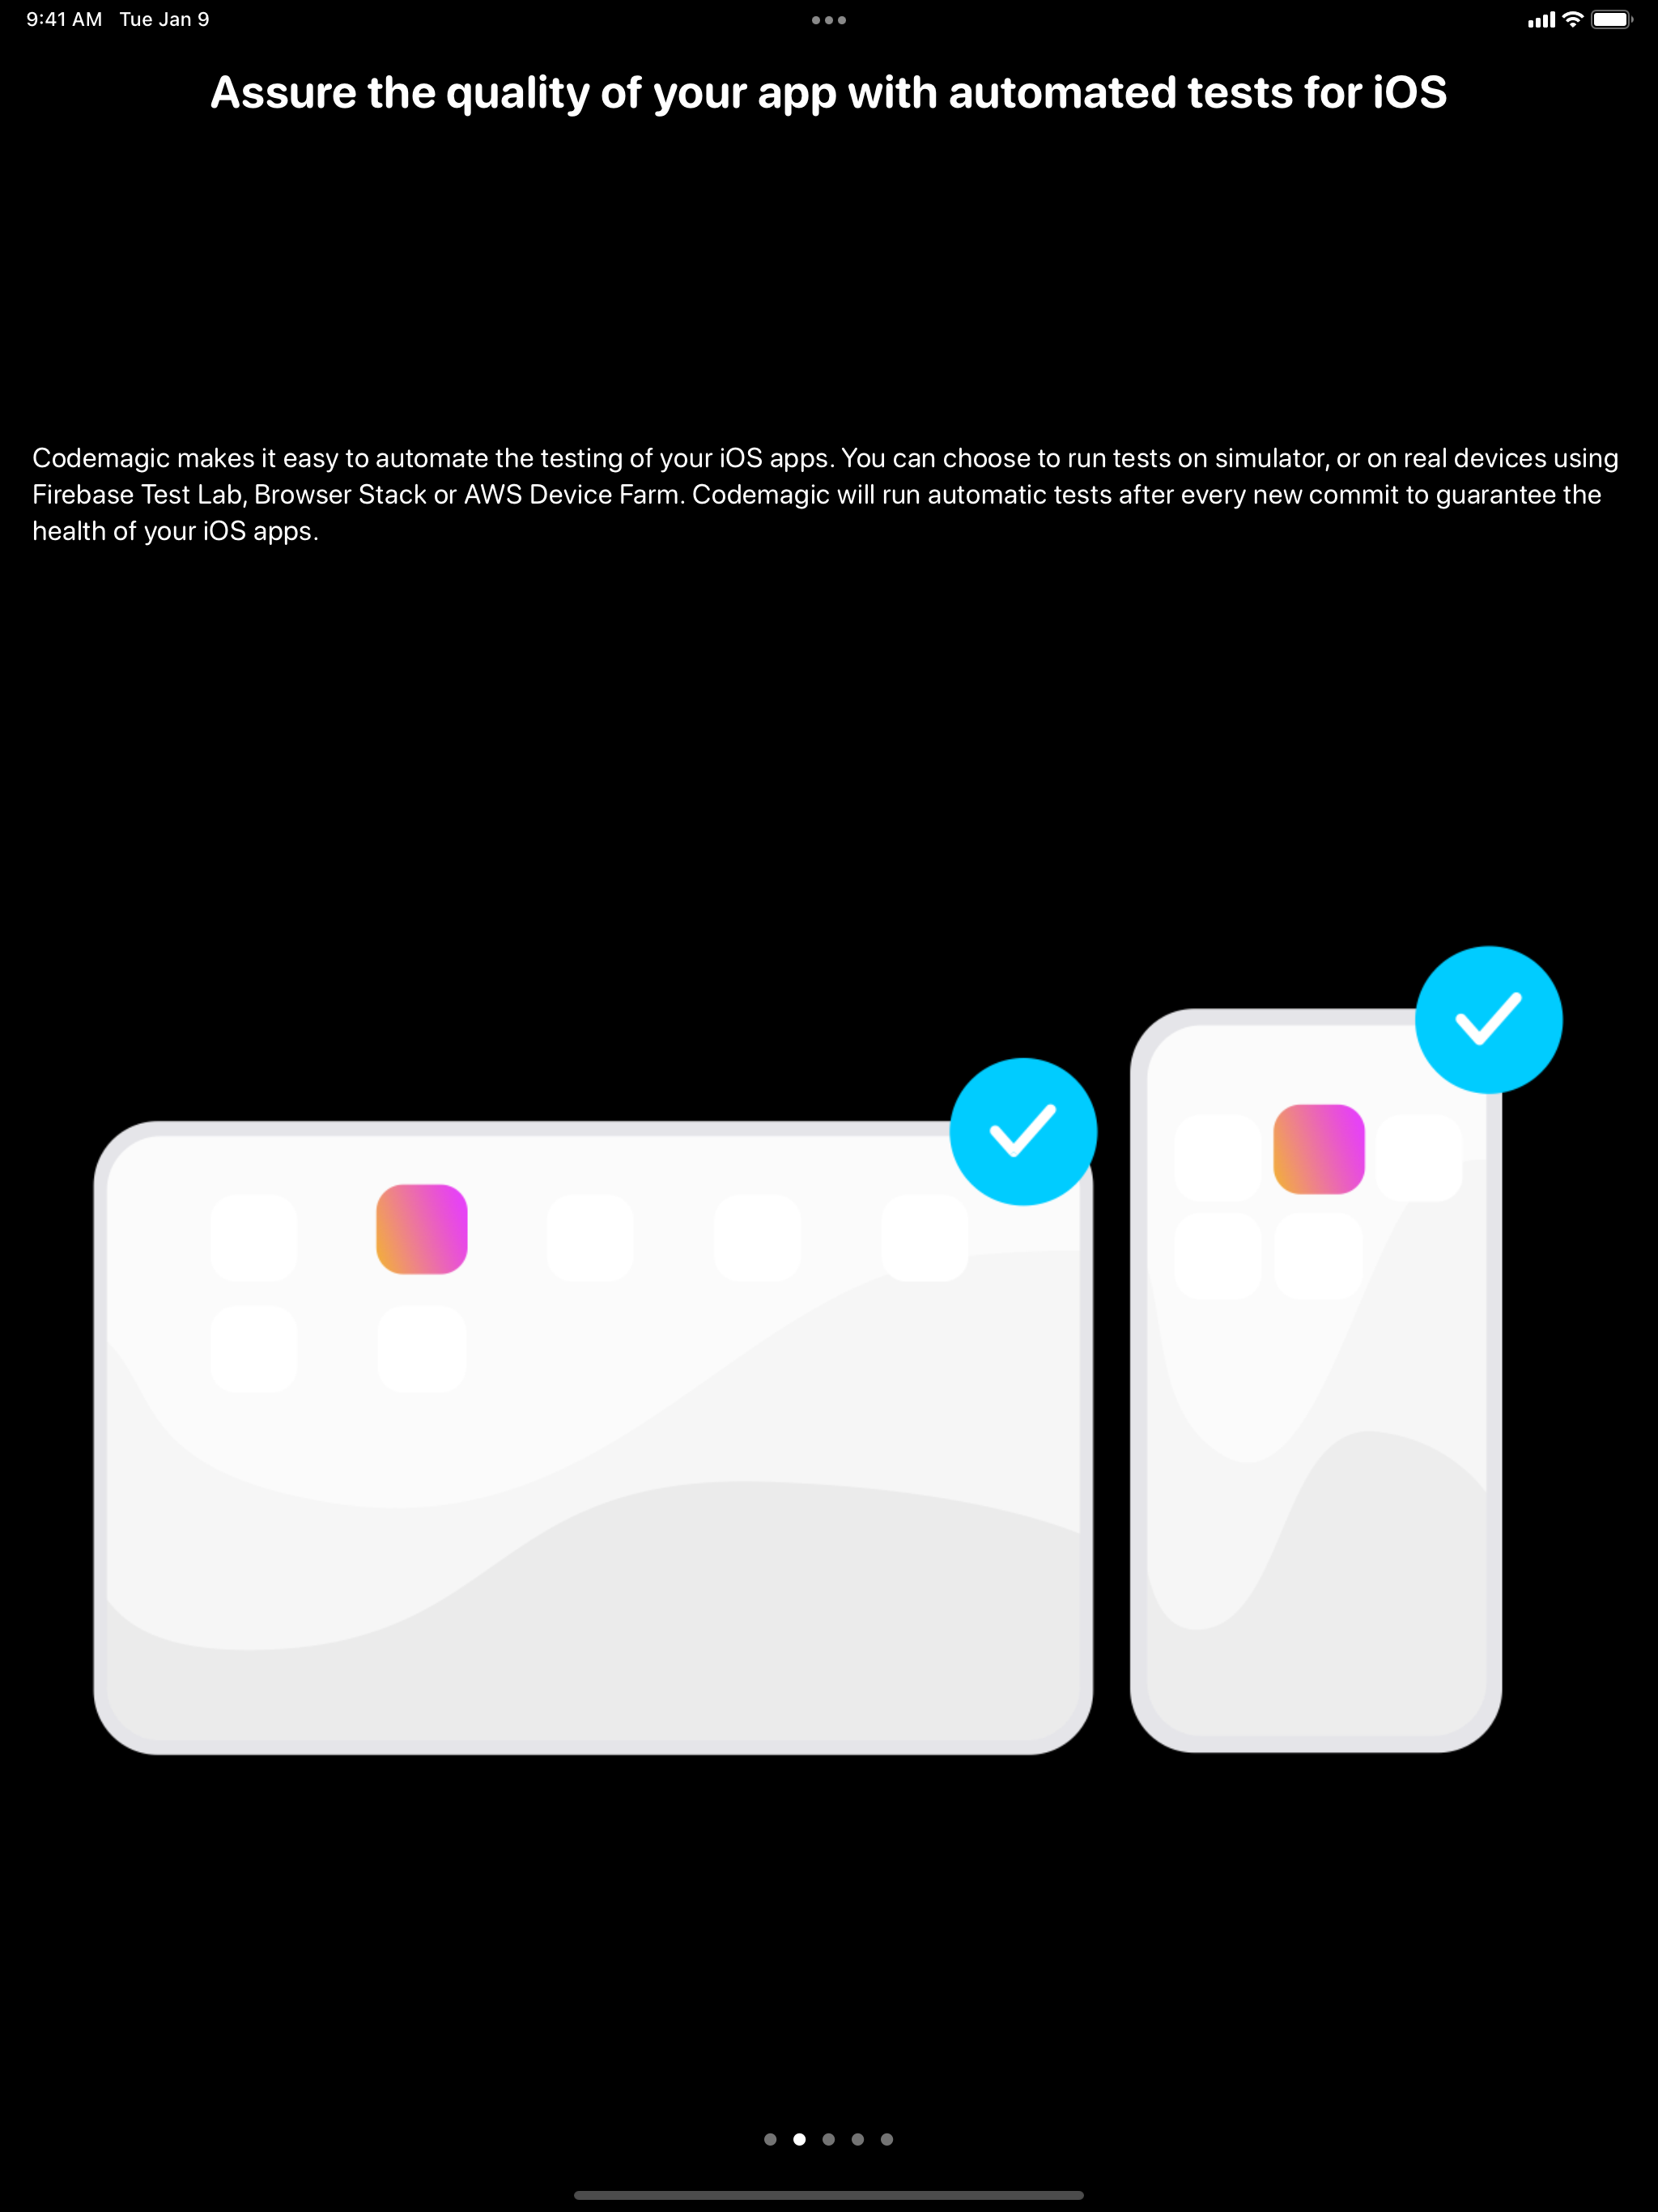 9:41 AM Tue Jan 9
Assure the quality of your app with automated tests for iOS
Codemagic makes it easy to automate the testing of your iOS apps. You can choose to run tests on simulator, or on real devices using
Firebase Test Lab, Browser Stack or AWS Device Farm. Codemagic will run automatic tests after every new commit to guarantee the
health of your iOS apps.